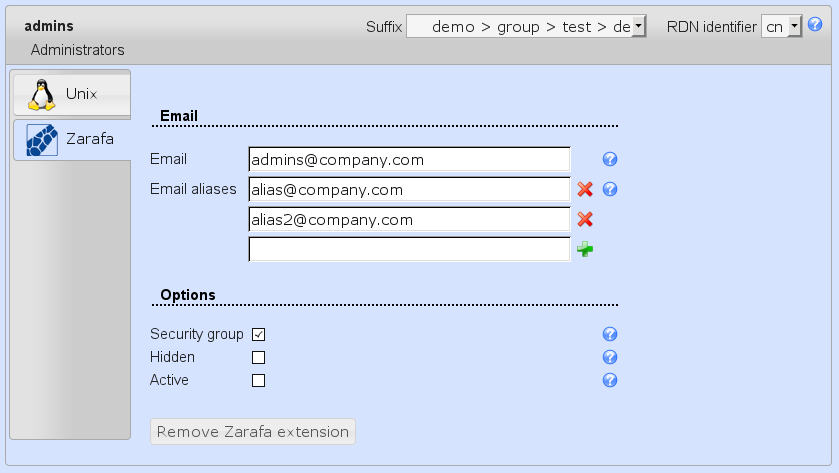 admins
Administrators
Suffix demo > group > test > de RDN identifier cn
Unix
Zarafa
Email
Email admins@company.com
Email aliases alias@company.com
alias2@company.com
Options
Security group
Hidden
Active
Remove Zarafa extension